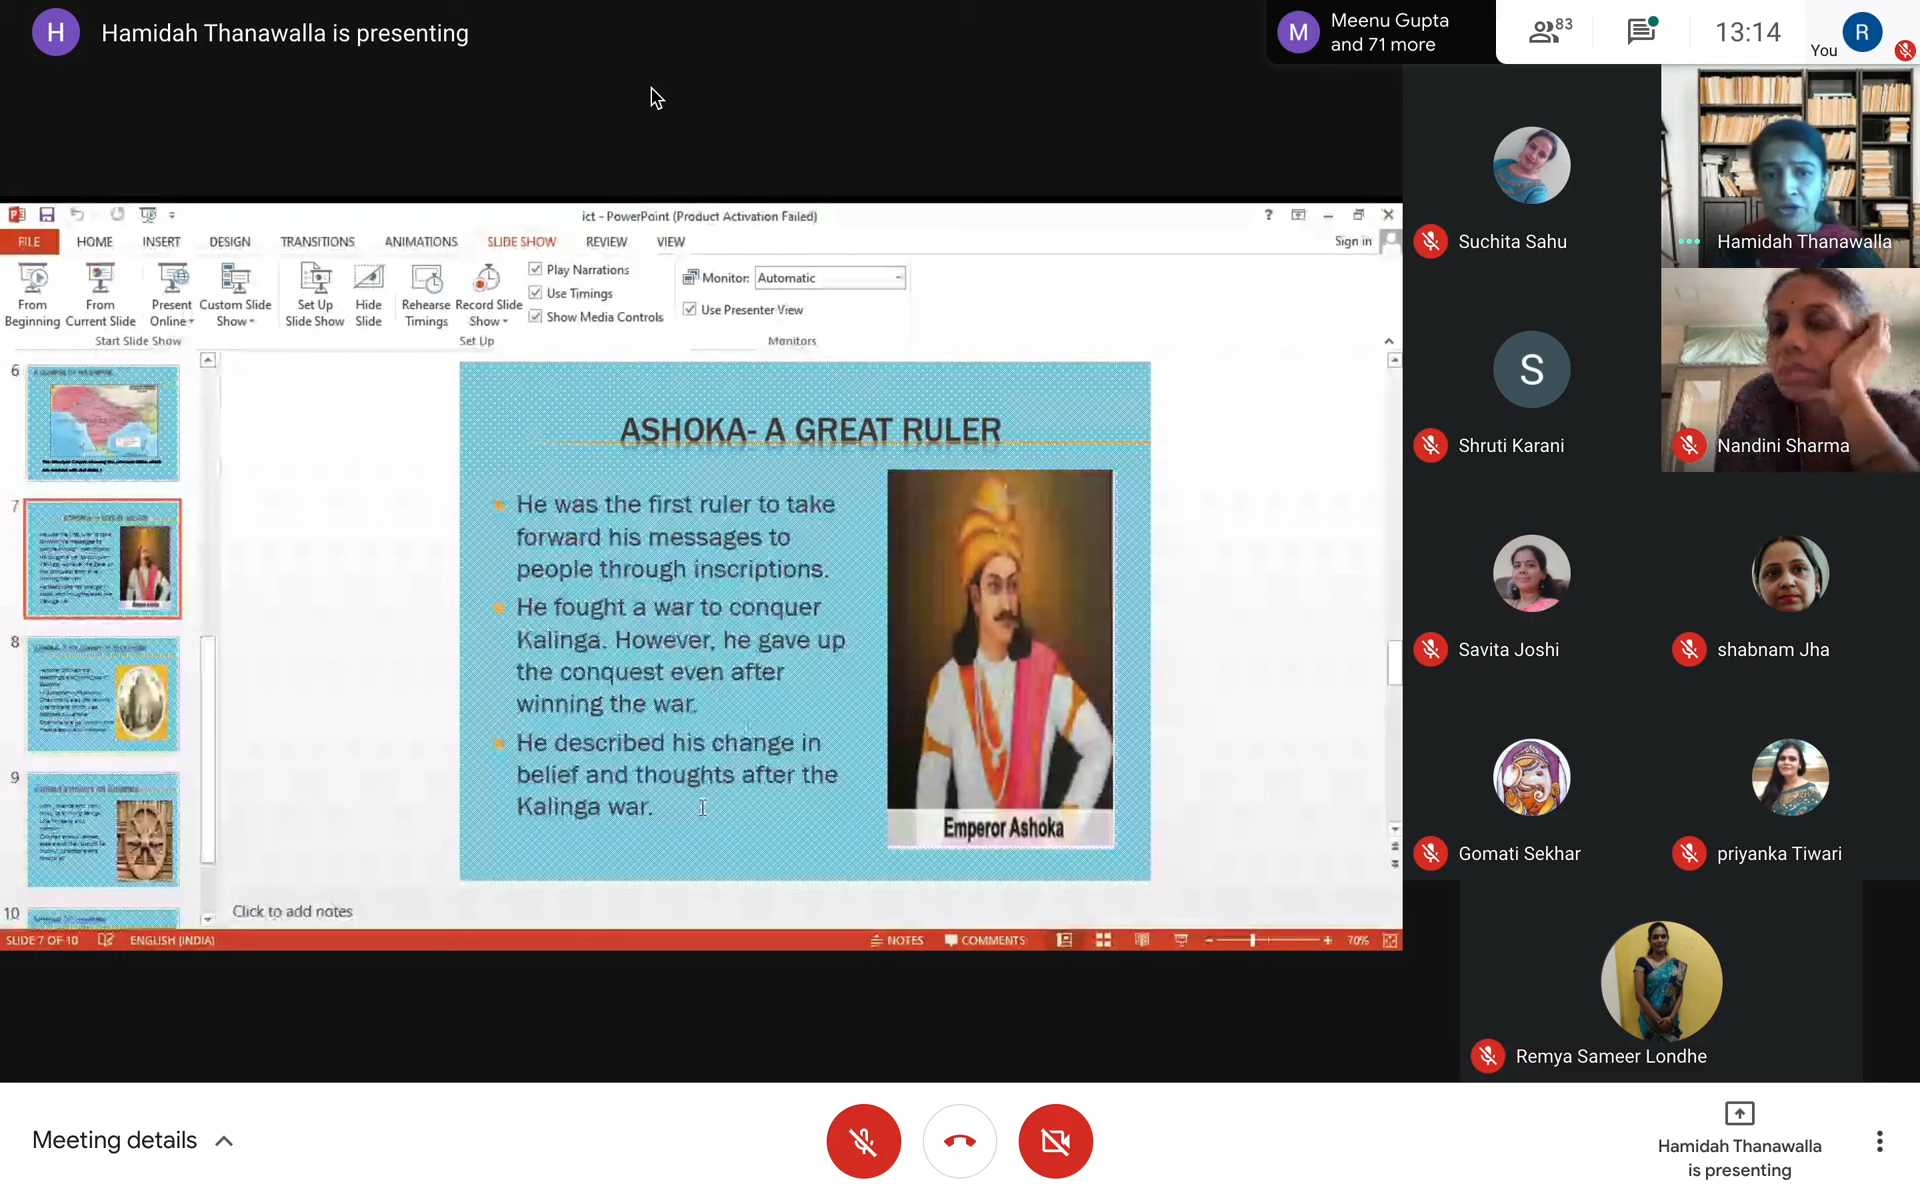 H
Hamidah Thanawalla is presenting
M
Meenu Gupta
and 71 more
83
13:14
You
R
ict - PowerPoint (Product Activation Failed)
?
FILE
HOME
INSERT
DESIGN
TRANSITIONS
ANIMATIONS
SLIDE SHOW
REVIEW
VIEW
Sign in
From
Beginning
From
Current Slide
Present
Online
Custom Slide
Show
Set Up
Slide Show
Hide
Slide
Rehearse
Timings
Record Slide
Show
Play Narrations
Use Timings
Show Media Controls
Monitor:
Automatic
Use Presenter View
Start Slide Show
Set Up
Monitors
6
7
8
9
10
ASHOKA- A GREAT RULER
He was the first ruler to take
forward his messages to
people through inscriptions.
He fought a war to conquer
Kalinga. However, he gave up
the conquest even after
winning the war.
He described his change in
belief and thoughts after the
Kalinga war.
Emperor Ashoka
Click to add notes
SLIDE 7 OF 10
ENGLISH (INDIA)
NOTES
COMMENTS
70%
Suchita Sahu
Hamidah Thanawalla
S
Shruti Karani
Nandini Sharma
Savita Joshi
shabnam Jha
Gomati Sekhar
priyanka Tiwari
Remya Sameer Londhe
Meeting details
Hamidah Thanawalla
is presenting